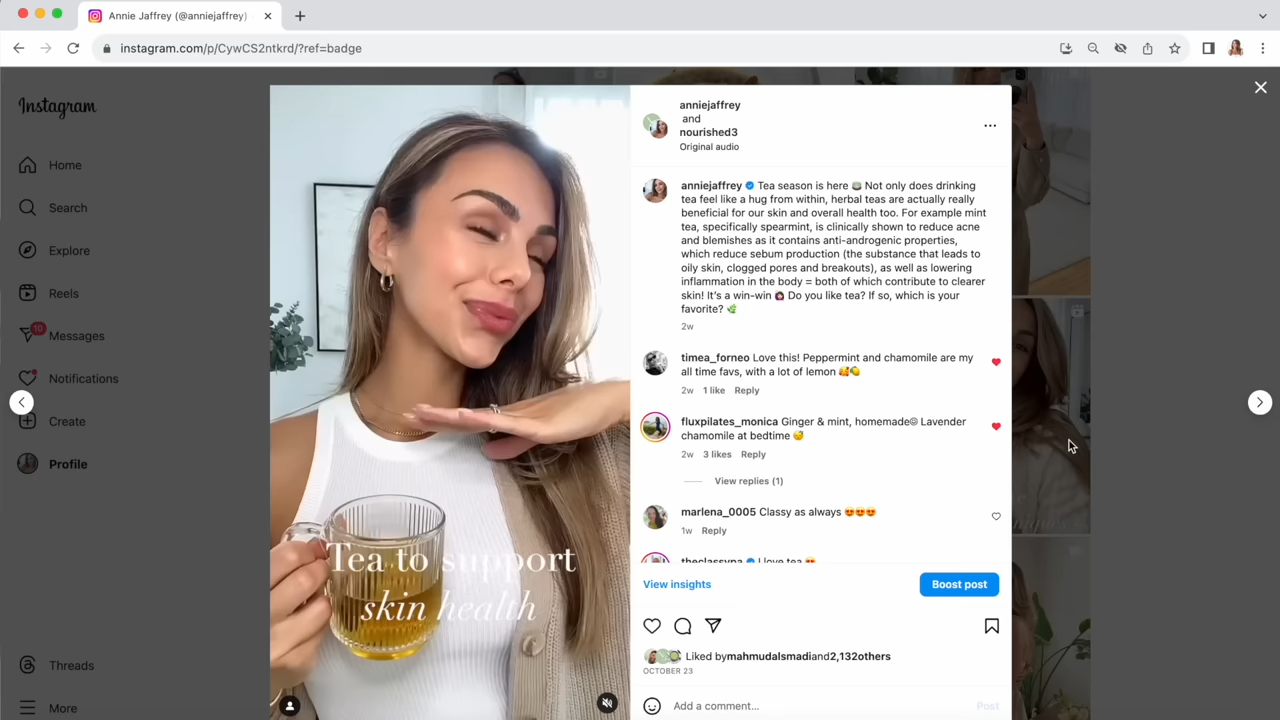 Annie Jaffrey (@anniejaffrey)
instagram.com/p/CywCS2ntkrd/?ref=badge
Instagram
Home
Search
Explore
Reels
10
Messages
Notifications
Create
Profile
Threads
More
Tea to support
skin health
anniejaffrey
and
nourished3
Original audio
anniejaffrey Tea season is here 🍵 Not only does drinking
tea feel like a hug from within, herbal teas are actually really
beneficial for our skin and overall health too. For example mint
tea, specifically spearmint, is clinically shown to reduce acne
and blemishes as it contains anti-androgenic properties,
which reduce sebum production (the substance that leads to
oily skin, clogged pores and breakouts), as well as lowering
inflammation in the body = both of which contribute to clearer
skin! It's a win-win 💁🏻‍♀️ Do you like tea? If so, which is your
favorite? 🌿
2w
timea_forneo Love this! Peppermint and chamomile are my
all time favs, with a lot of lemon 🥰🍋
2w 1 like Reply
fluxpilates_monica Ginger & mint, homemade☺ Lavender
chamomile at bedtime 😴
2w 3 likes Reply
View replies (1)
marlena_0005 Classy as always 😍😍😍
1w Reply
theclassypa I love tea 😍
View insights
Boost post
Liked bymahmudalsmadiand2,132others
OCTOBER 23
Add a comment...
Post